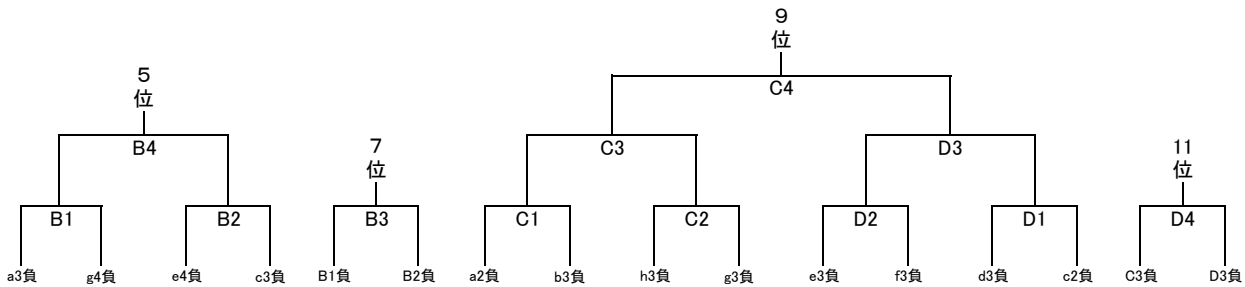 9
位
C4
5
位
B4
7
位
C3
D3
11
位
B1
B2
B3
C1
C2
D2
D1
D4
a3負
g4負
e4負
c3負
B1負
B2負
a2負
b3負
h3負
g3負
e3負
f3負
d3負
c2負
C3負
D3負